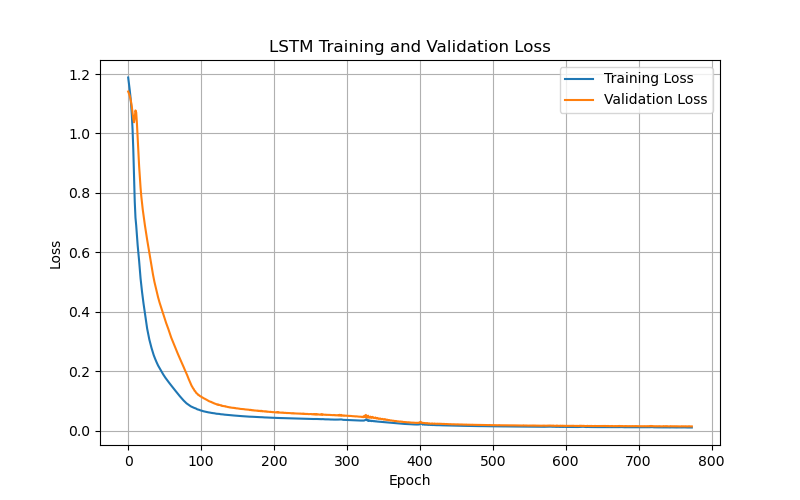 LSTM Training and Validation Loss
Training Loss
Validation Loss
1.2
1.0
0.8
0.6
0.4
0.2
0.0
Loss
0 100 200 300 400 500 600 700 800
Epoch